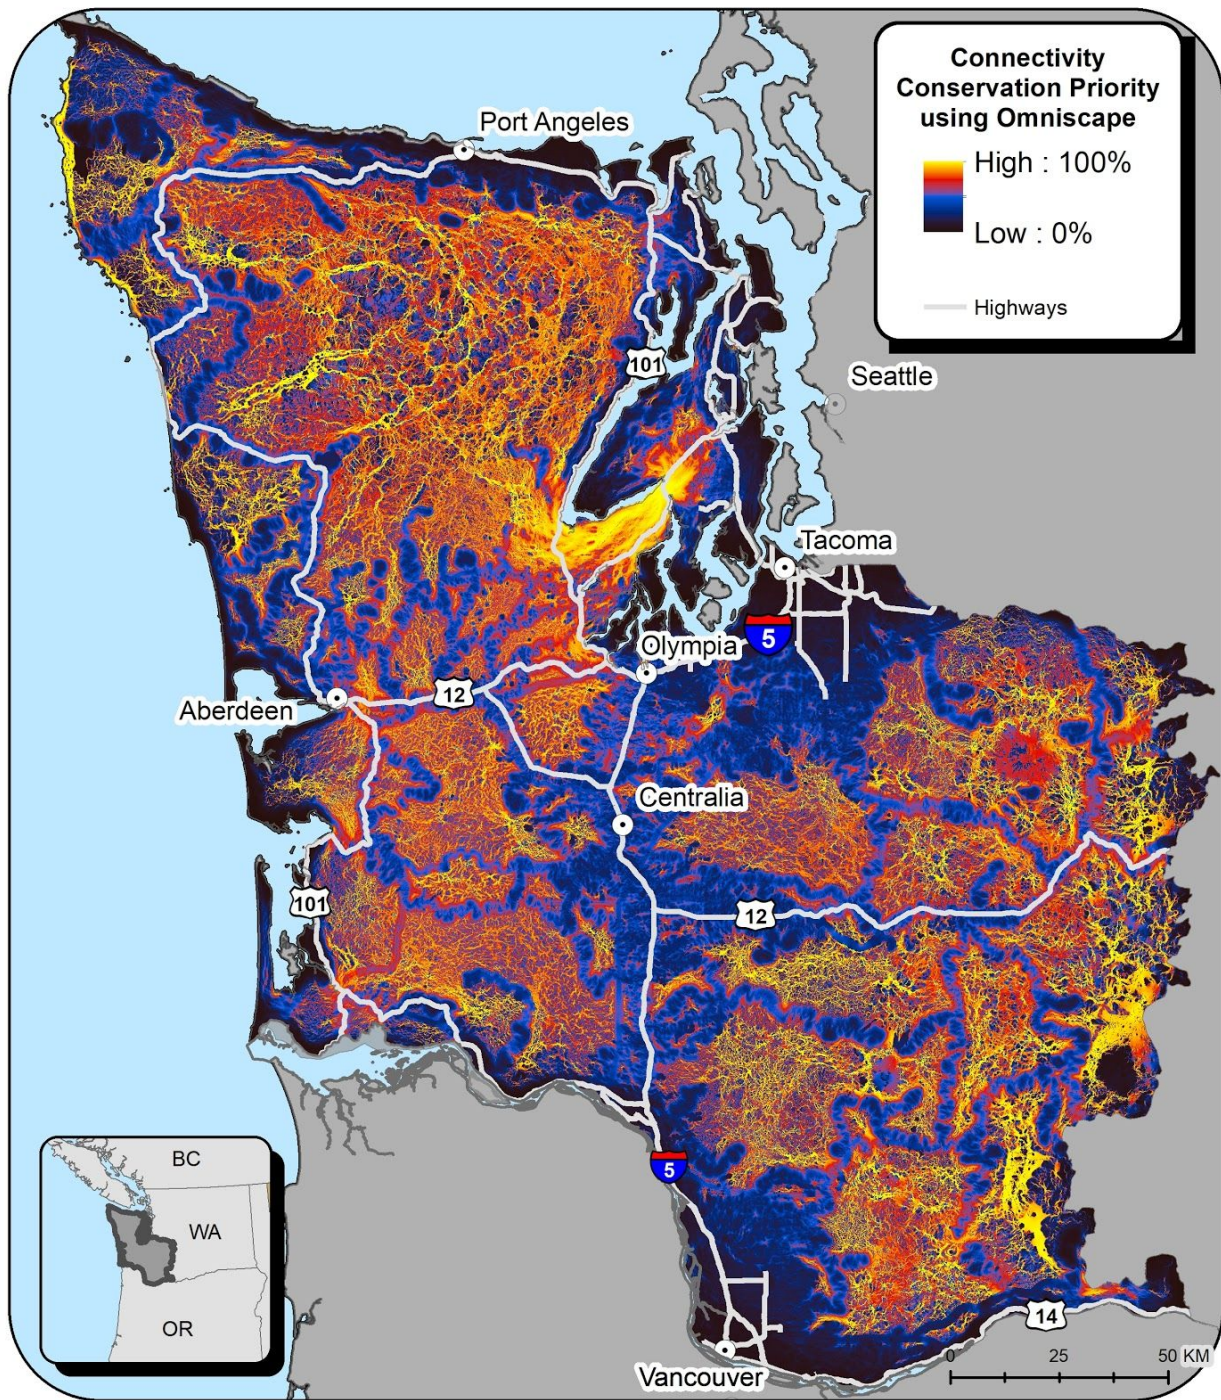 Connectivity
Conservation Priority
using Omniscape
High : 100%
Low : 0%
Highways
Port Angeles
101
Seattle
Tacoma
5
Olympia
12
Aberdeen
Centralia
101
12
5
BC
WA
OR
14
Vancouver
0 25 50 KM